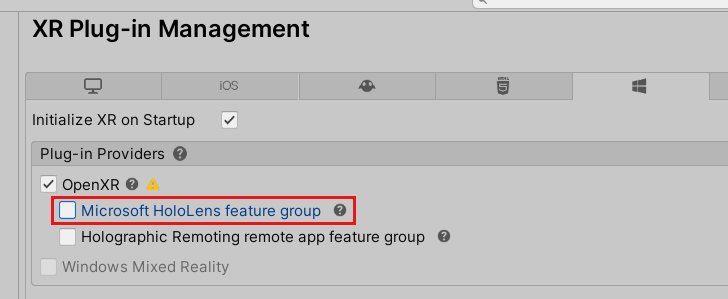 XR Plug-in Management
iOS
Initialize XR on Startup
Plug-in Providers ?
OpenXR ?
Microsoft HoloLens feature group ?
Holographic Remoting remote app feature group ?
Windows Mixed Reality